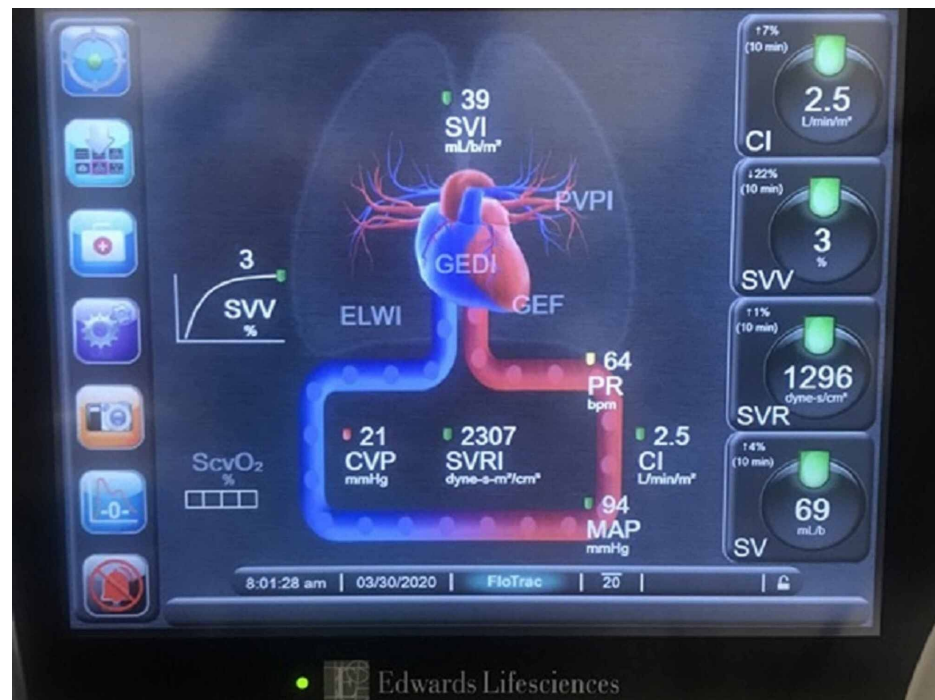 39
SVI
mL/b/m²
PVPI
GEDI
3
SVV
%
ELWI
GEF
64
PR
bpm
21
CVP
mmHg
2307
SVRI
dyne-s-m²/cm⁵
2.5
CI
L/min/m²
ScvO₂
%
94
MAP
mmHg
↑7%
(10 min)
2.5
L/min/m²
CI
↓22%
(10 min)
3
%
SVV
↑1%
(10 min)
1296
dyne-s/cm⁵
SVR
↑4%
(10 min)
69
mL/b
SV
-0-
8:01:28 am | 03/30/2020 | FloTrac | 20 |
Edwards Lifesciences